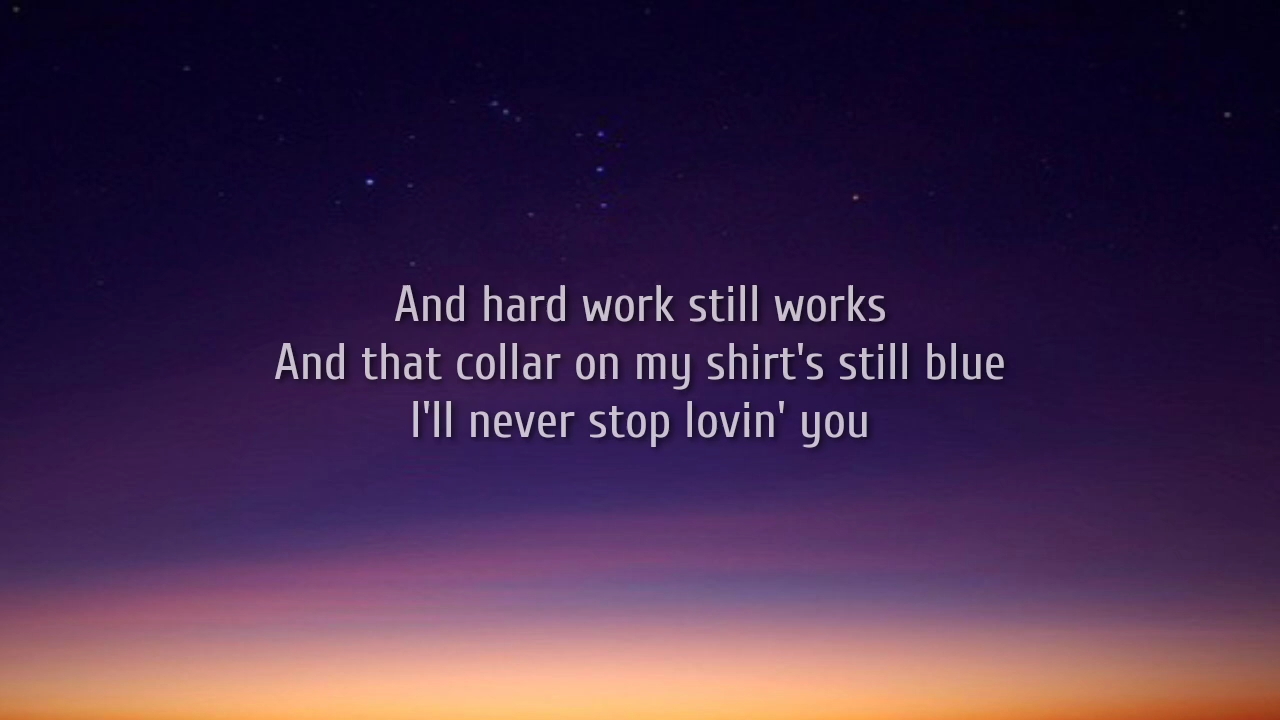 And hard work still works
And that collar on my shirt's still blue
I'll never stop lovin' you